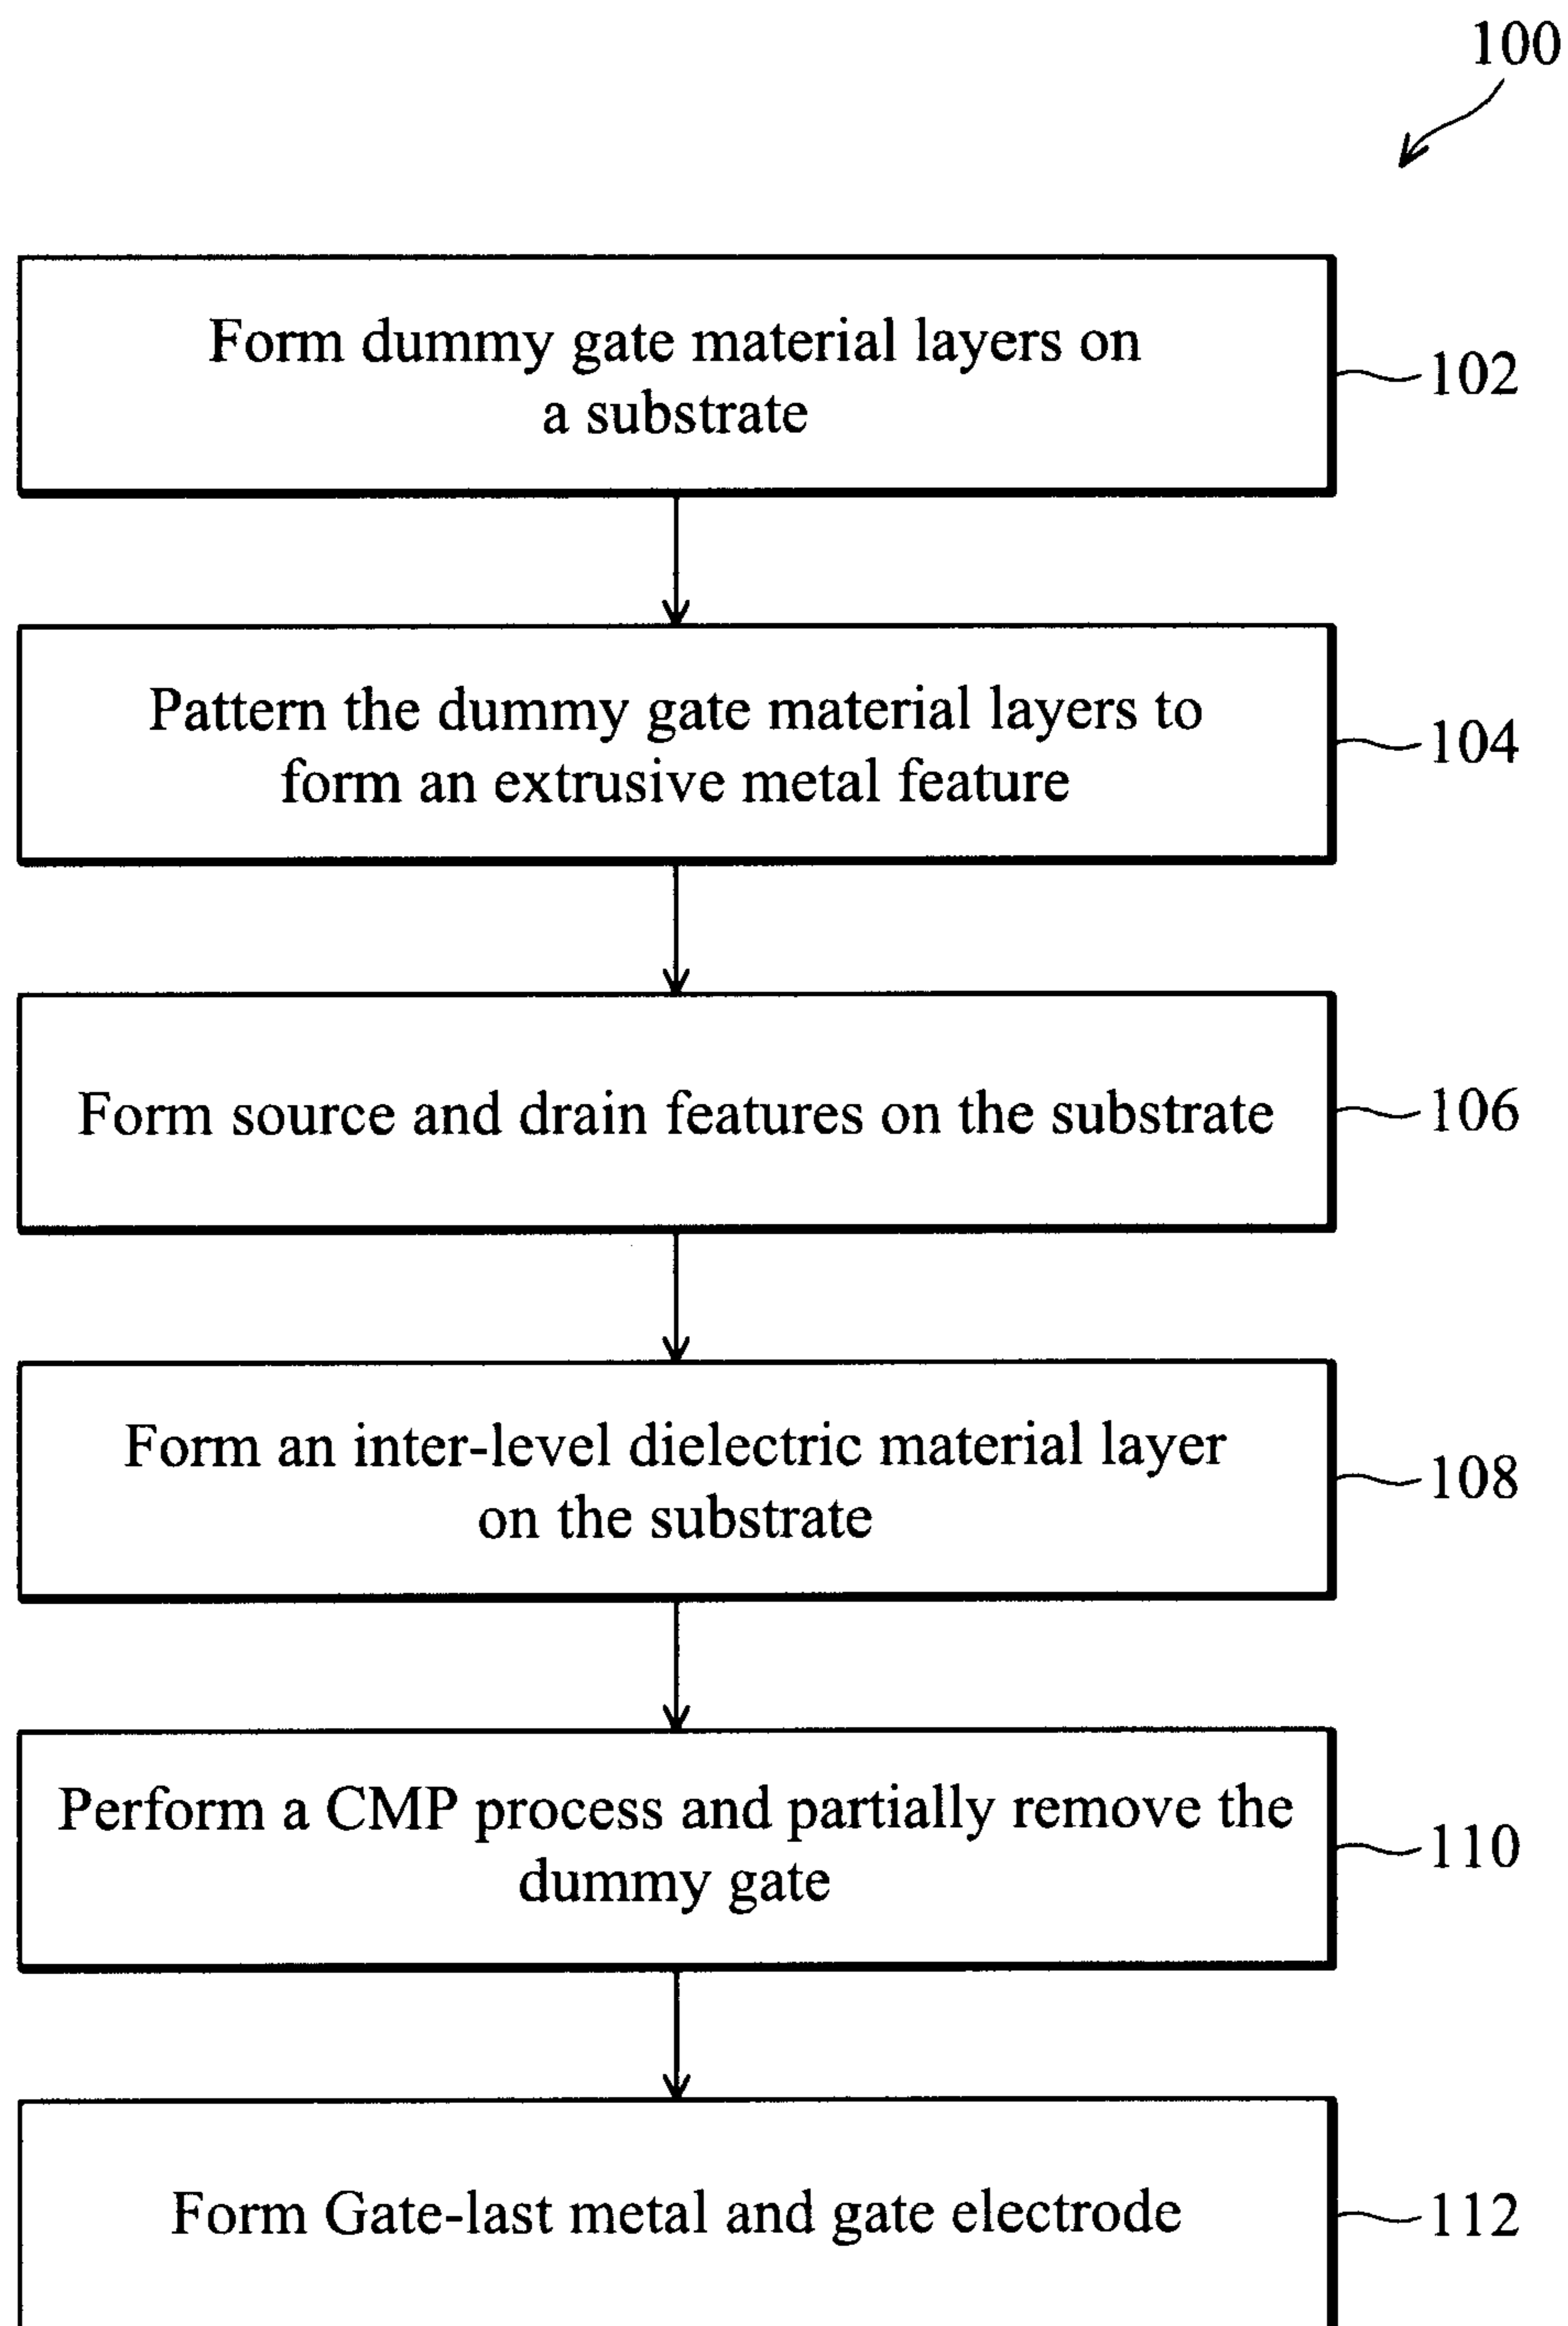 100
Form dummy gate material layers on
a substrate
102
Pattern the dummy gate material layers to
form an extrusive metal feature
104
Form source and drain features on the substrate
106
Form an inter-level dielectric material layer
on the substrate
108
Perform a CMP process and partially remove the
dummy gate
110
Form Gate-last metal and gate electrode
112